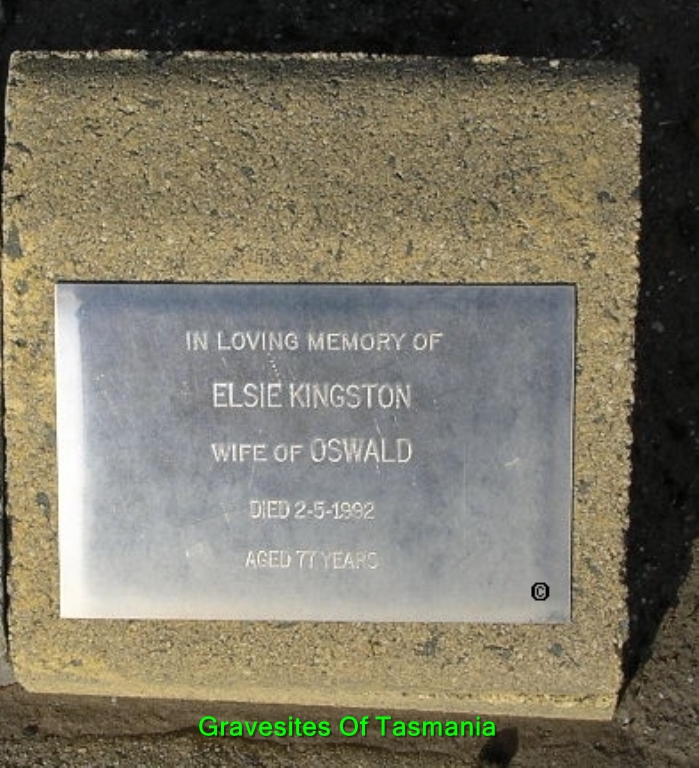 IN LOVING MEMORY OF
ELSIE KINGSTON
WIFE OF OSWALD
DIED 2-5-1992
AGED 77 YEARS
©
Gravesites Of Tasmania